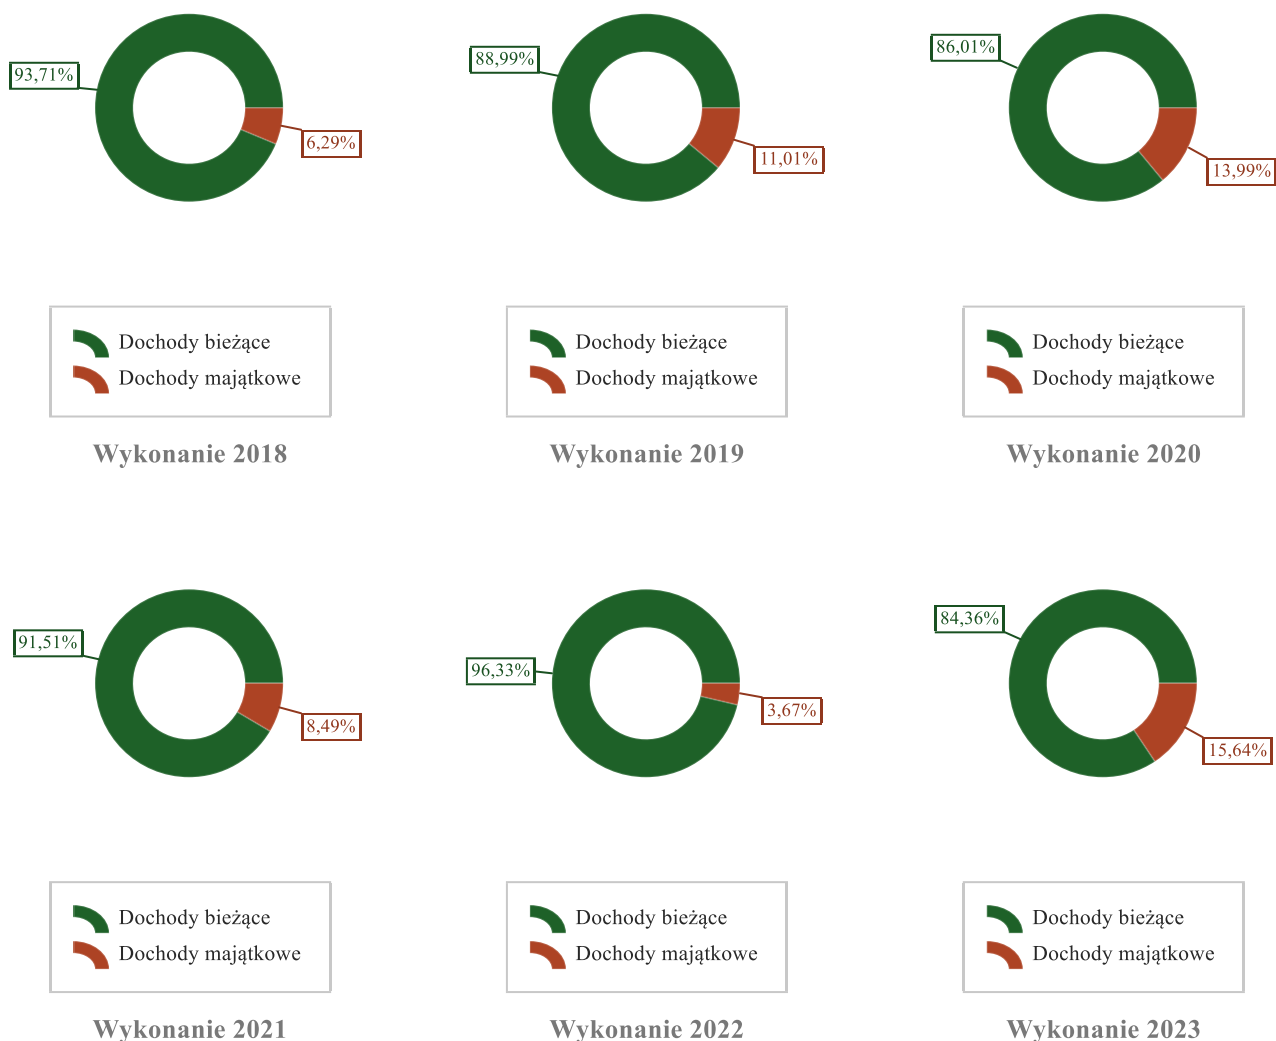 93,71%
6,29%
Dochody bieżące
Dochody majątkowe
Wykonanie 2018
88,99%
11,01%
Dochody bieżące
Dochody majątkowe
Wykonanie 2019
86,01%
13,99%
Dochody bieżące
Dochody majątkowe
Wykonanie 2020
91,51%
8,49%
Dochody bieżące
Dochody majątkowe
Wykonanie 2021
96,33%
3,67%
Dochody bieżące
Dochody majątkowe
Wykonanie 2022
84,36%
15,64%
Dochody bieżące
Dochody majątkowe
Wykonanie 2023